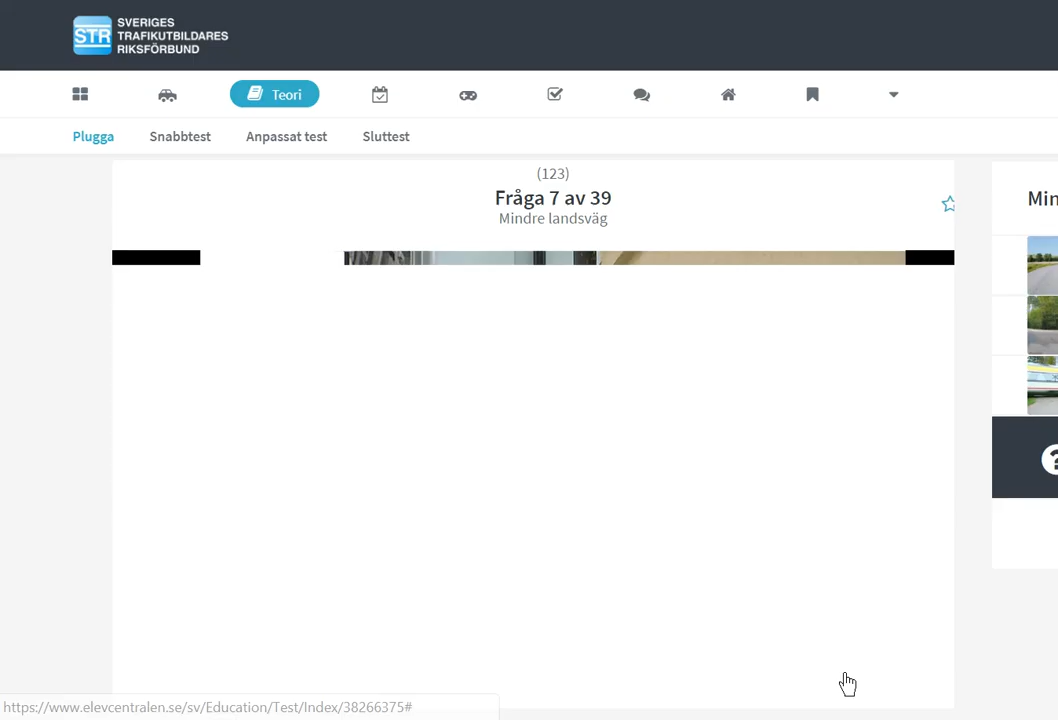 STR
SVERIGES
TRAFIKUTBILDARES
RIKSFÖRBUND
Teori
Plugga Snabbtest Anpassat test Sluttest
(123)
Fråga 7 av 39
Mindre landsväg
Min
?
https://www.elevcentralen.se/sv/Education/Test/Index/38266375#